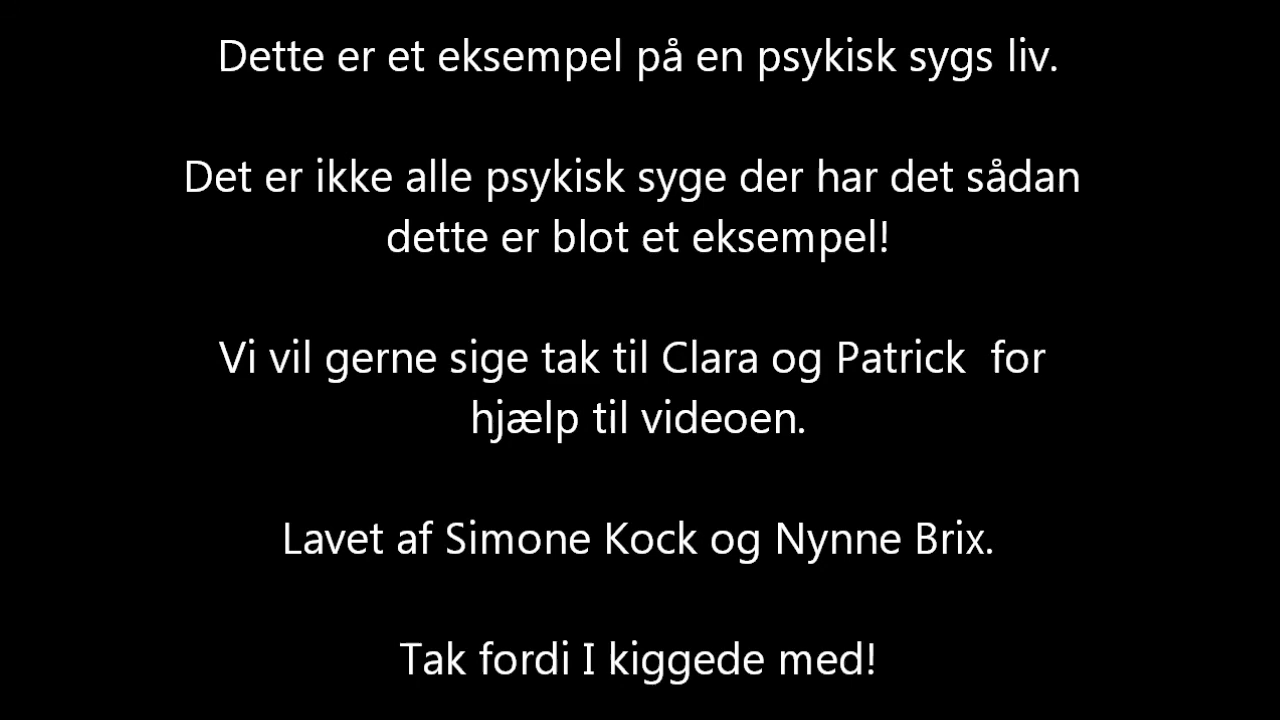 Dette er et eksempel på en psykisk sygs liv.
Det er ikke alle psykisk syge der har det sådan
dette er blot et eksempel!
Vi vil gerne sige tak til Clara og Patrick  for
hjælp til videoen.
Lavet af Simone Kock og Nynne Brix.
Tak fordi I kiggede med!